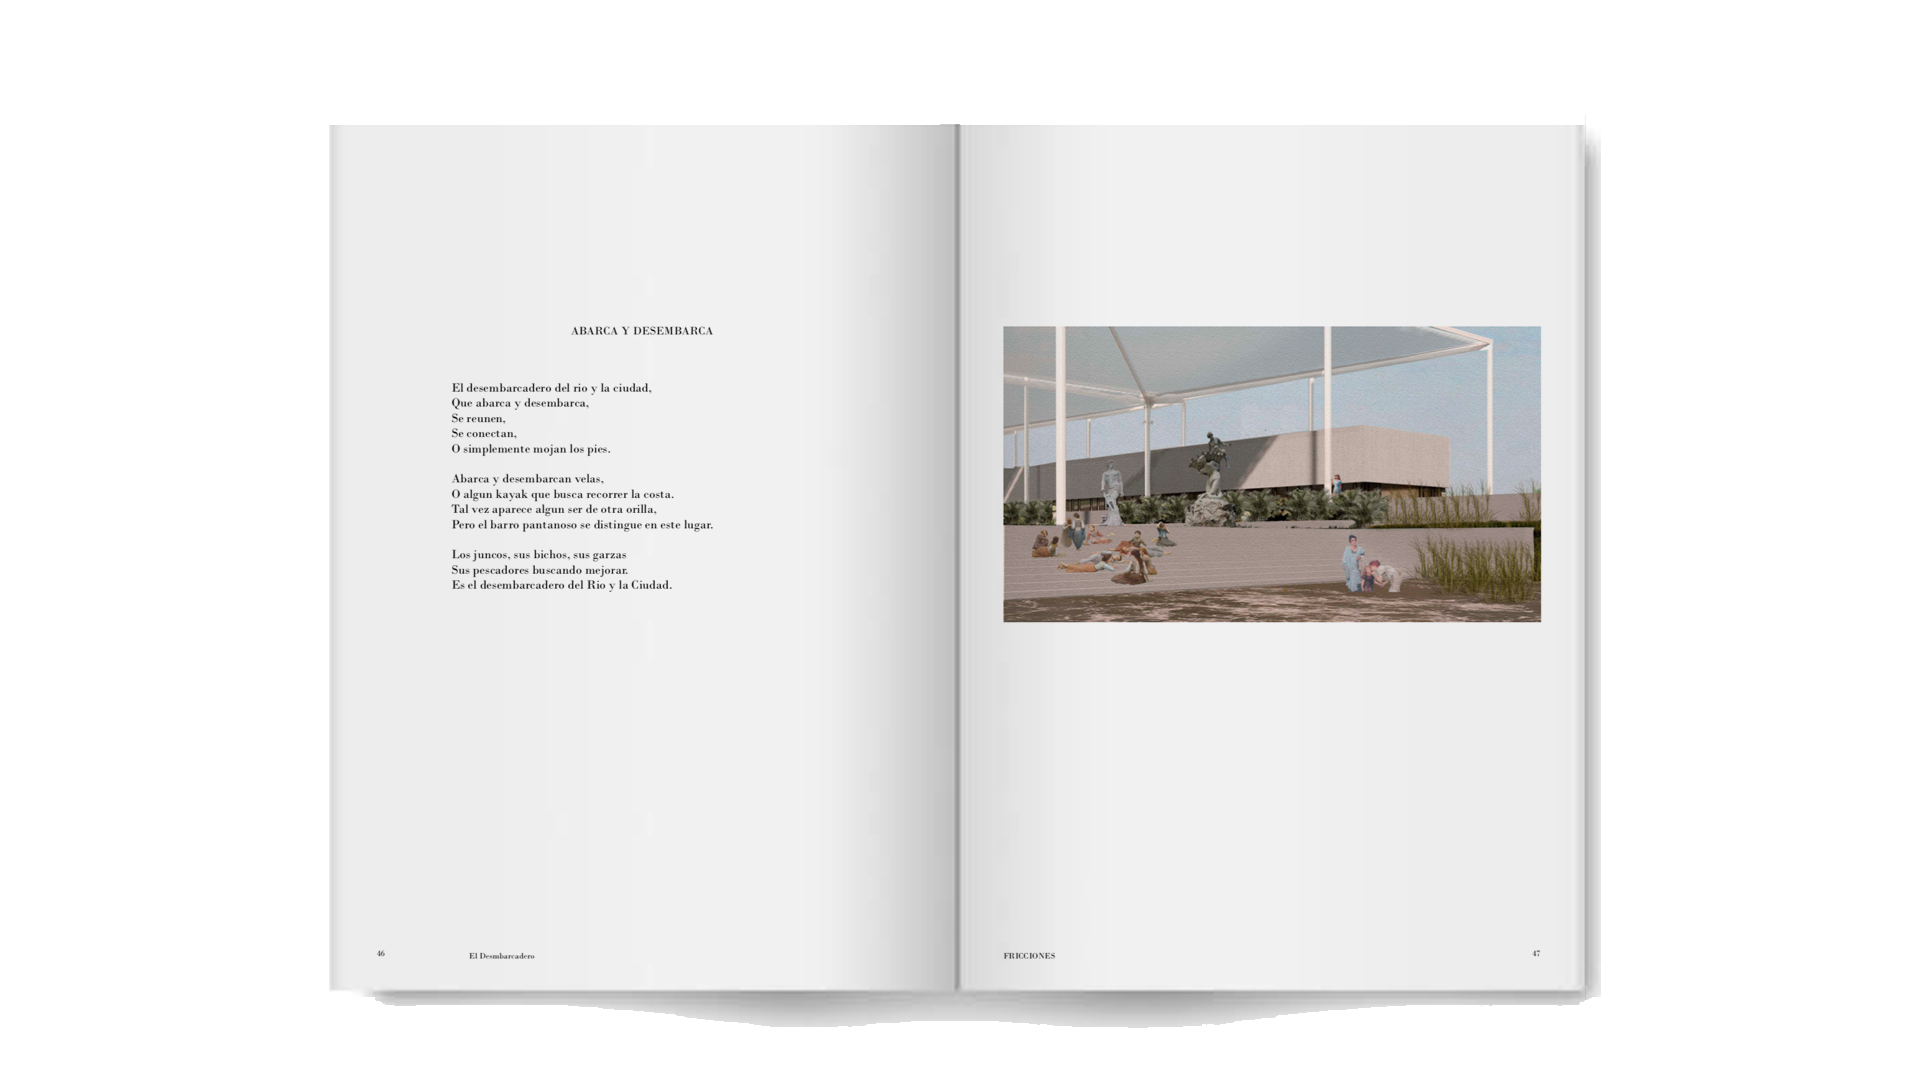 ABARCA Y DESEMBARCA
El desembarcadero del rio y la ciudad,
Que abarca y desembarca,
Se reunen,
Se conectan,
O simplemente mojan los pies.
Abarca y desembarcan velas,
O algun kayak que busca recorrer la costa.
Tal vez aparece algun ser de otra orilla,
Pero el barro pantanoso se distingue en este lugar.
Los juncos, sus bichos, sus garzas
Sus pescadores buscando mejorar.
Es el desembarcadero del Rio y la Ciudad.
46
El Desmbarcadero
FRICCIONES
47